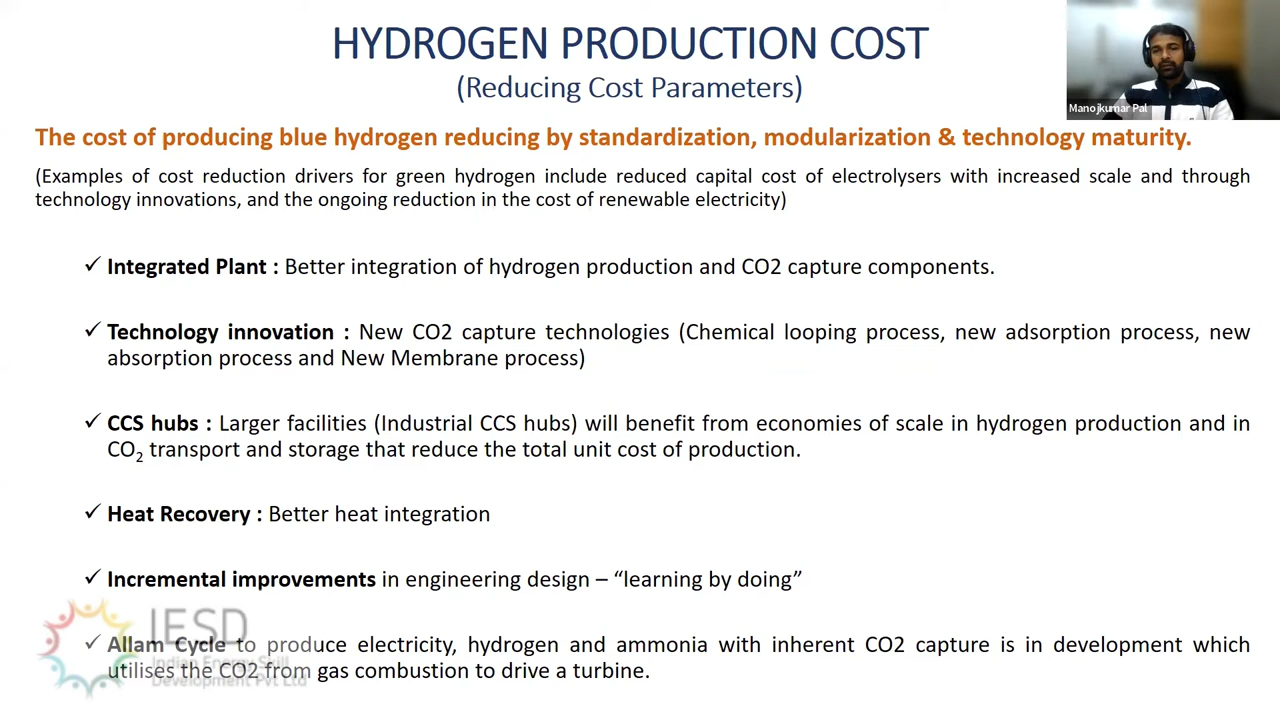 HYDROGEN PRODUCTION COST
(Reducing Cost Parameters)
Manojkumar Pal
The cost of producing blue hydrogen reducing by standardization, modularization & technology maturity.
(Examples of cost reduction drivers for green hydrogen include reduced capital cost of electrolysers with increased scale and through
technology innovations, and the ongoing reduction in the cost of renewable electricity)
✓ Integrated Plant : Better integration of hydrogen production and CO2 capture components.
✓ Technology innovation : New CO2 capture technologies (Chemical looping process, new adsorption process, new
absorption process and New Membrane process)
✓ CCS hubs : Larger facilities (Industrial CCS hubs) will benefit from economies of scale in hydrogen production and in
CO₂ transport and storage that reduce the total unit cost of production.
✓ Heat Recovery : Better heat integration
✓ Incremental improvements in engineering design – “learning by doing”
✓ Allam Cycle to produce electricity, hydrogen and ammonia with inherent CO2 capture is in development which
utilises the CO2 from gas combustion to drive a turbine.
IESD
Indian Energy Skill
Development Pvt Ltd